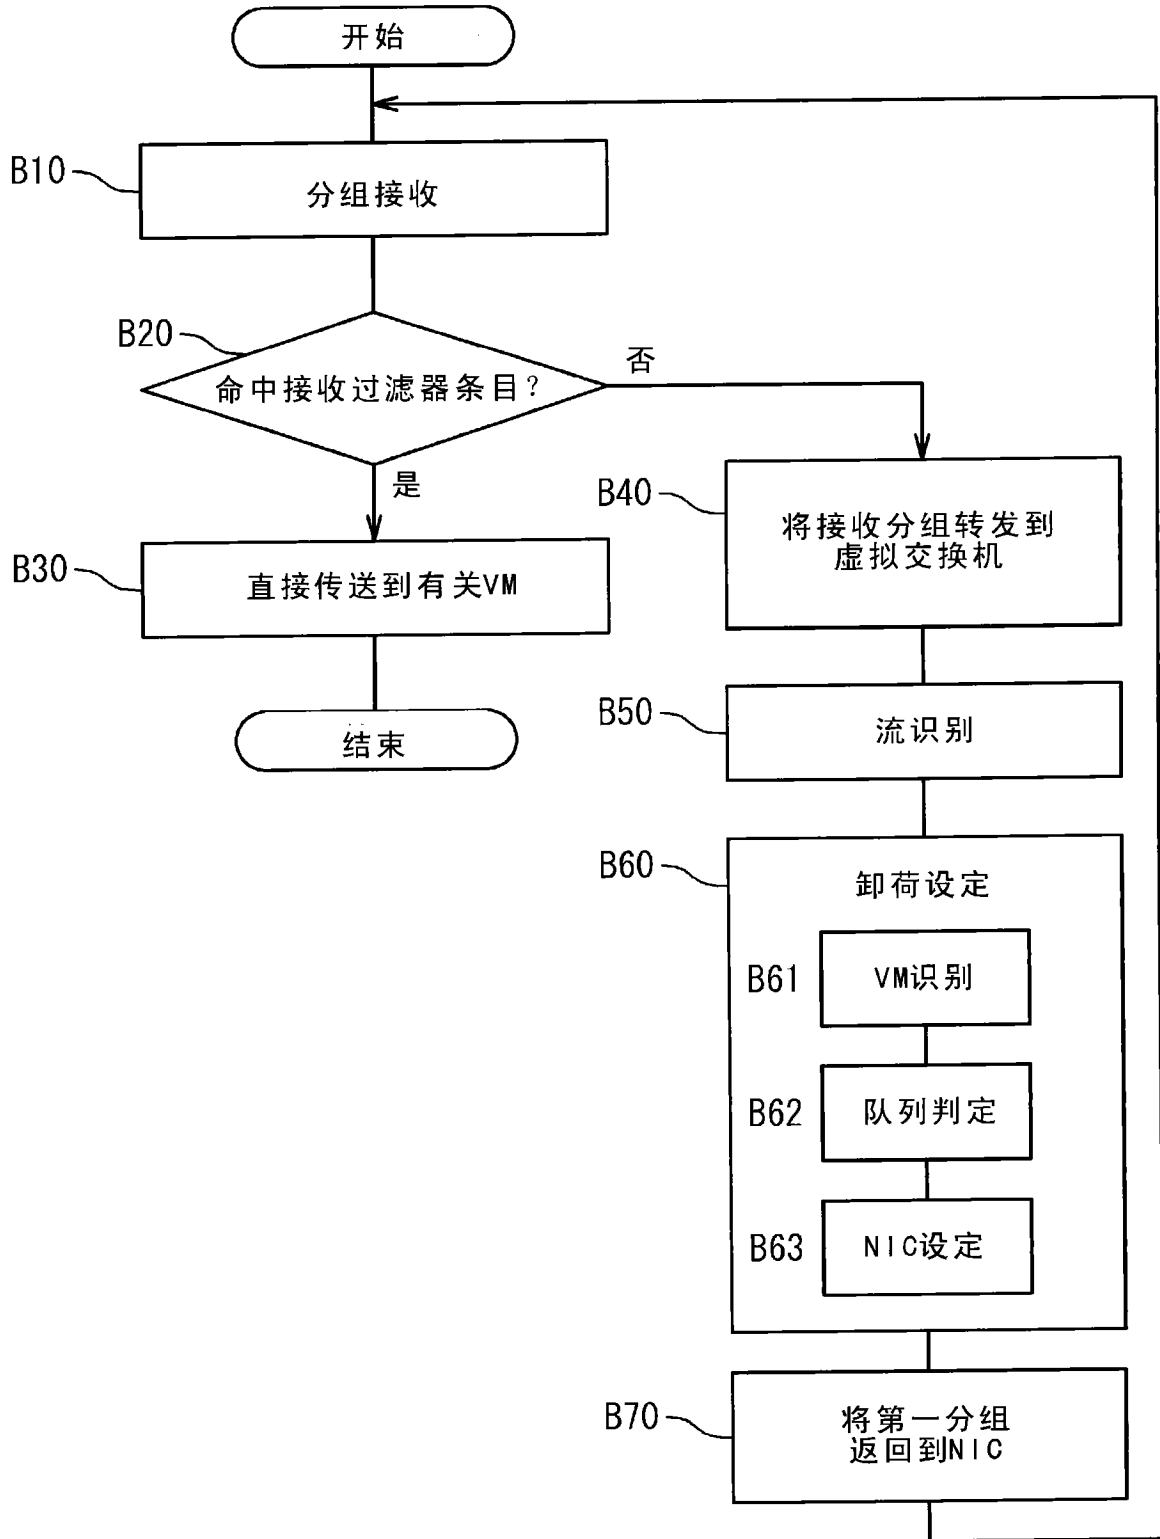 开始
B10
分组接收
B20
命中接收过滤器条目？
否
是
B30
直接传送到有关VM
结束
B40
将接收分组转发到
虚拟交换机
B50
流识别
B60
卸荷设定
B61
VM识别
B62
队列判定
B63
NIC设定
B70
将第一分组
返回到NIC